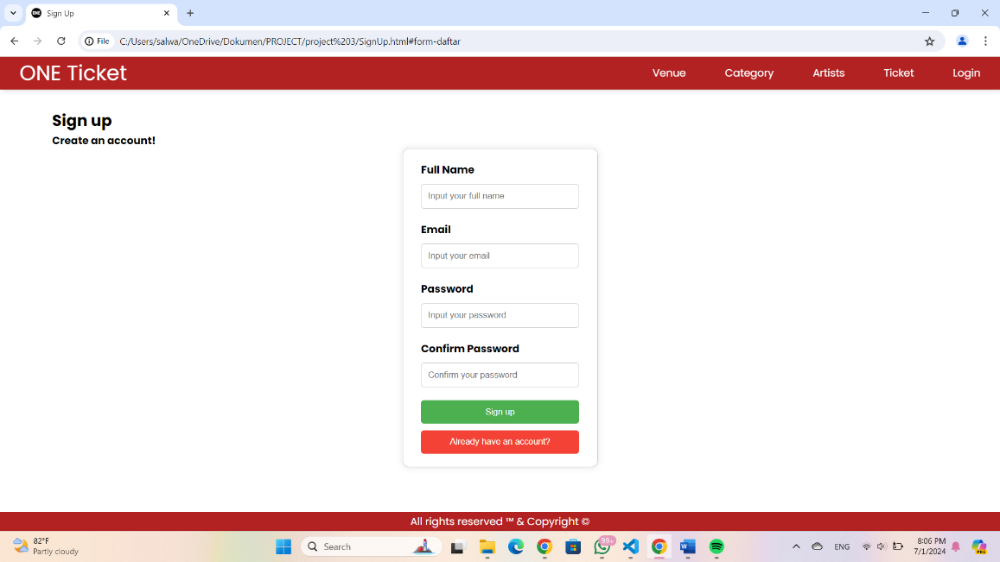 ONE
Sign Up
File
C:/Users/salwa/OneDrive/Dokumen/PROJECT/project%203/SignUp.html#form-daftar
ONE Ticket
Venue
Category
Artists
Ticket
Login
Sign up
Create an account!
Full Name
Input your full name
Email
Input your email
Password
Input your password
Confirm Password
Confirm your password
Sign up
Already have an account?
All rights reserved ™ & Copyright ©
82°F
Partly cloudy
Search
99+
W
ENG
8:06 PM
7/1/2024
PRE